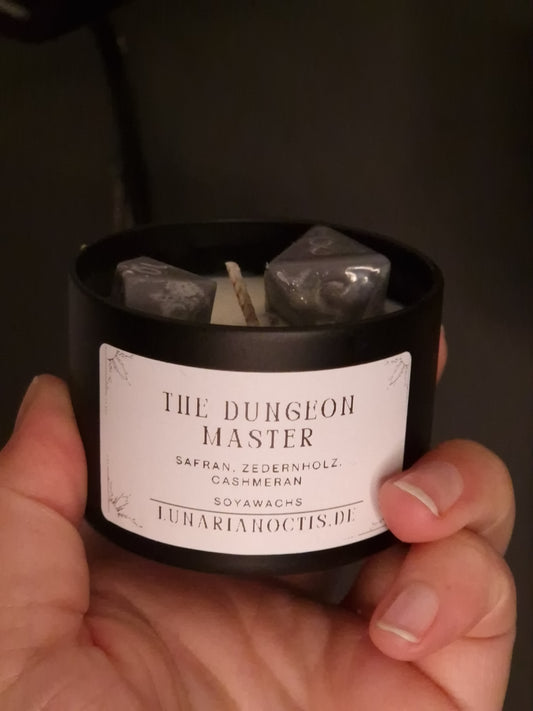 THE DUNGEON
MASTER
SAFRAN, ZEDERNHOLZ,
CASHMERAN
SOYAWACHS
LUNARIANOCTIS.DE